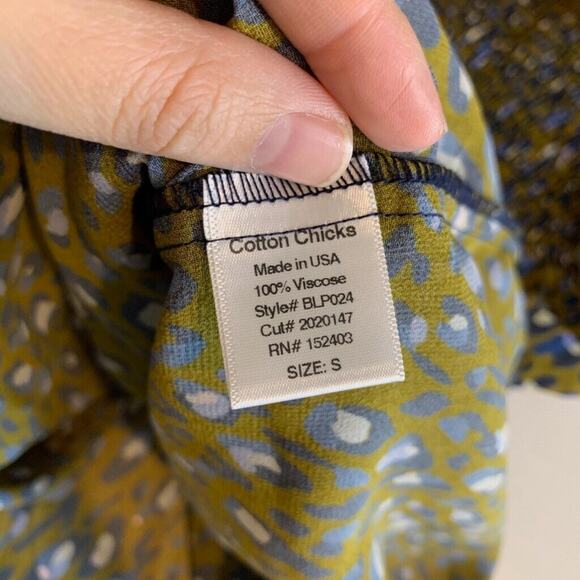 Cotton Chicks
Made in USA
100% Viscose
Style# BLP024
Cut# 2020147
RN# 152403
SIZE: S